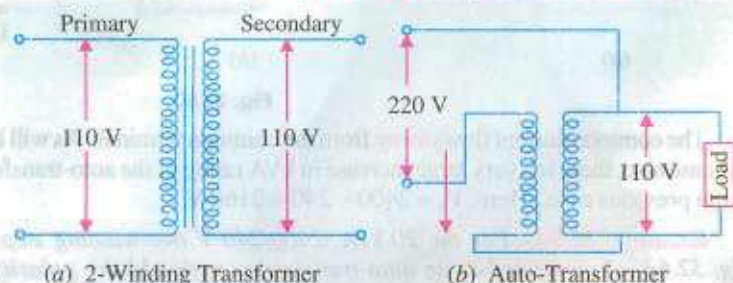 Primary
Secondary
110 V
110 V
220 V
110 V
Load
(a) 2-Winding Transformer
(b) Auto-Transformer